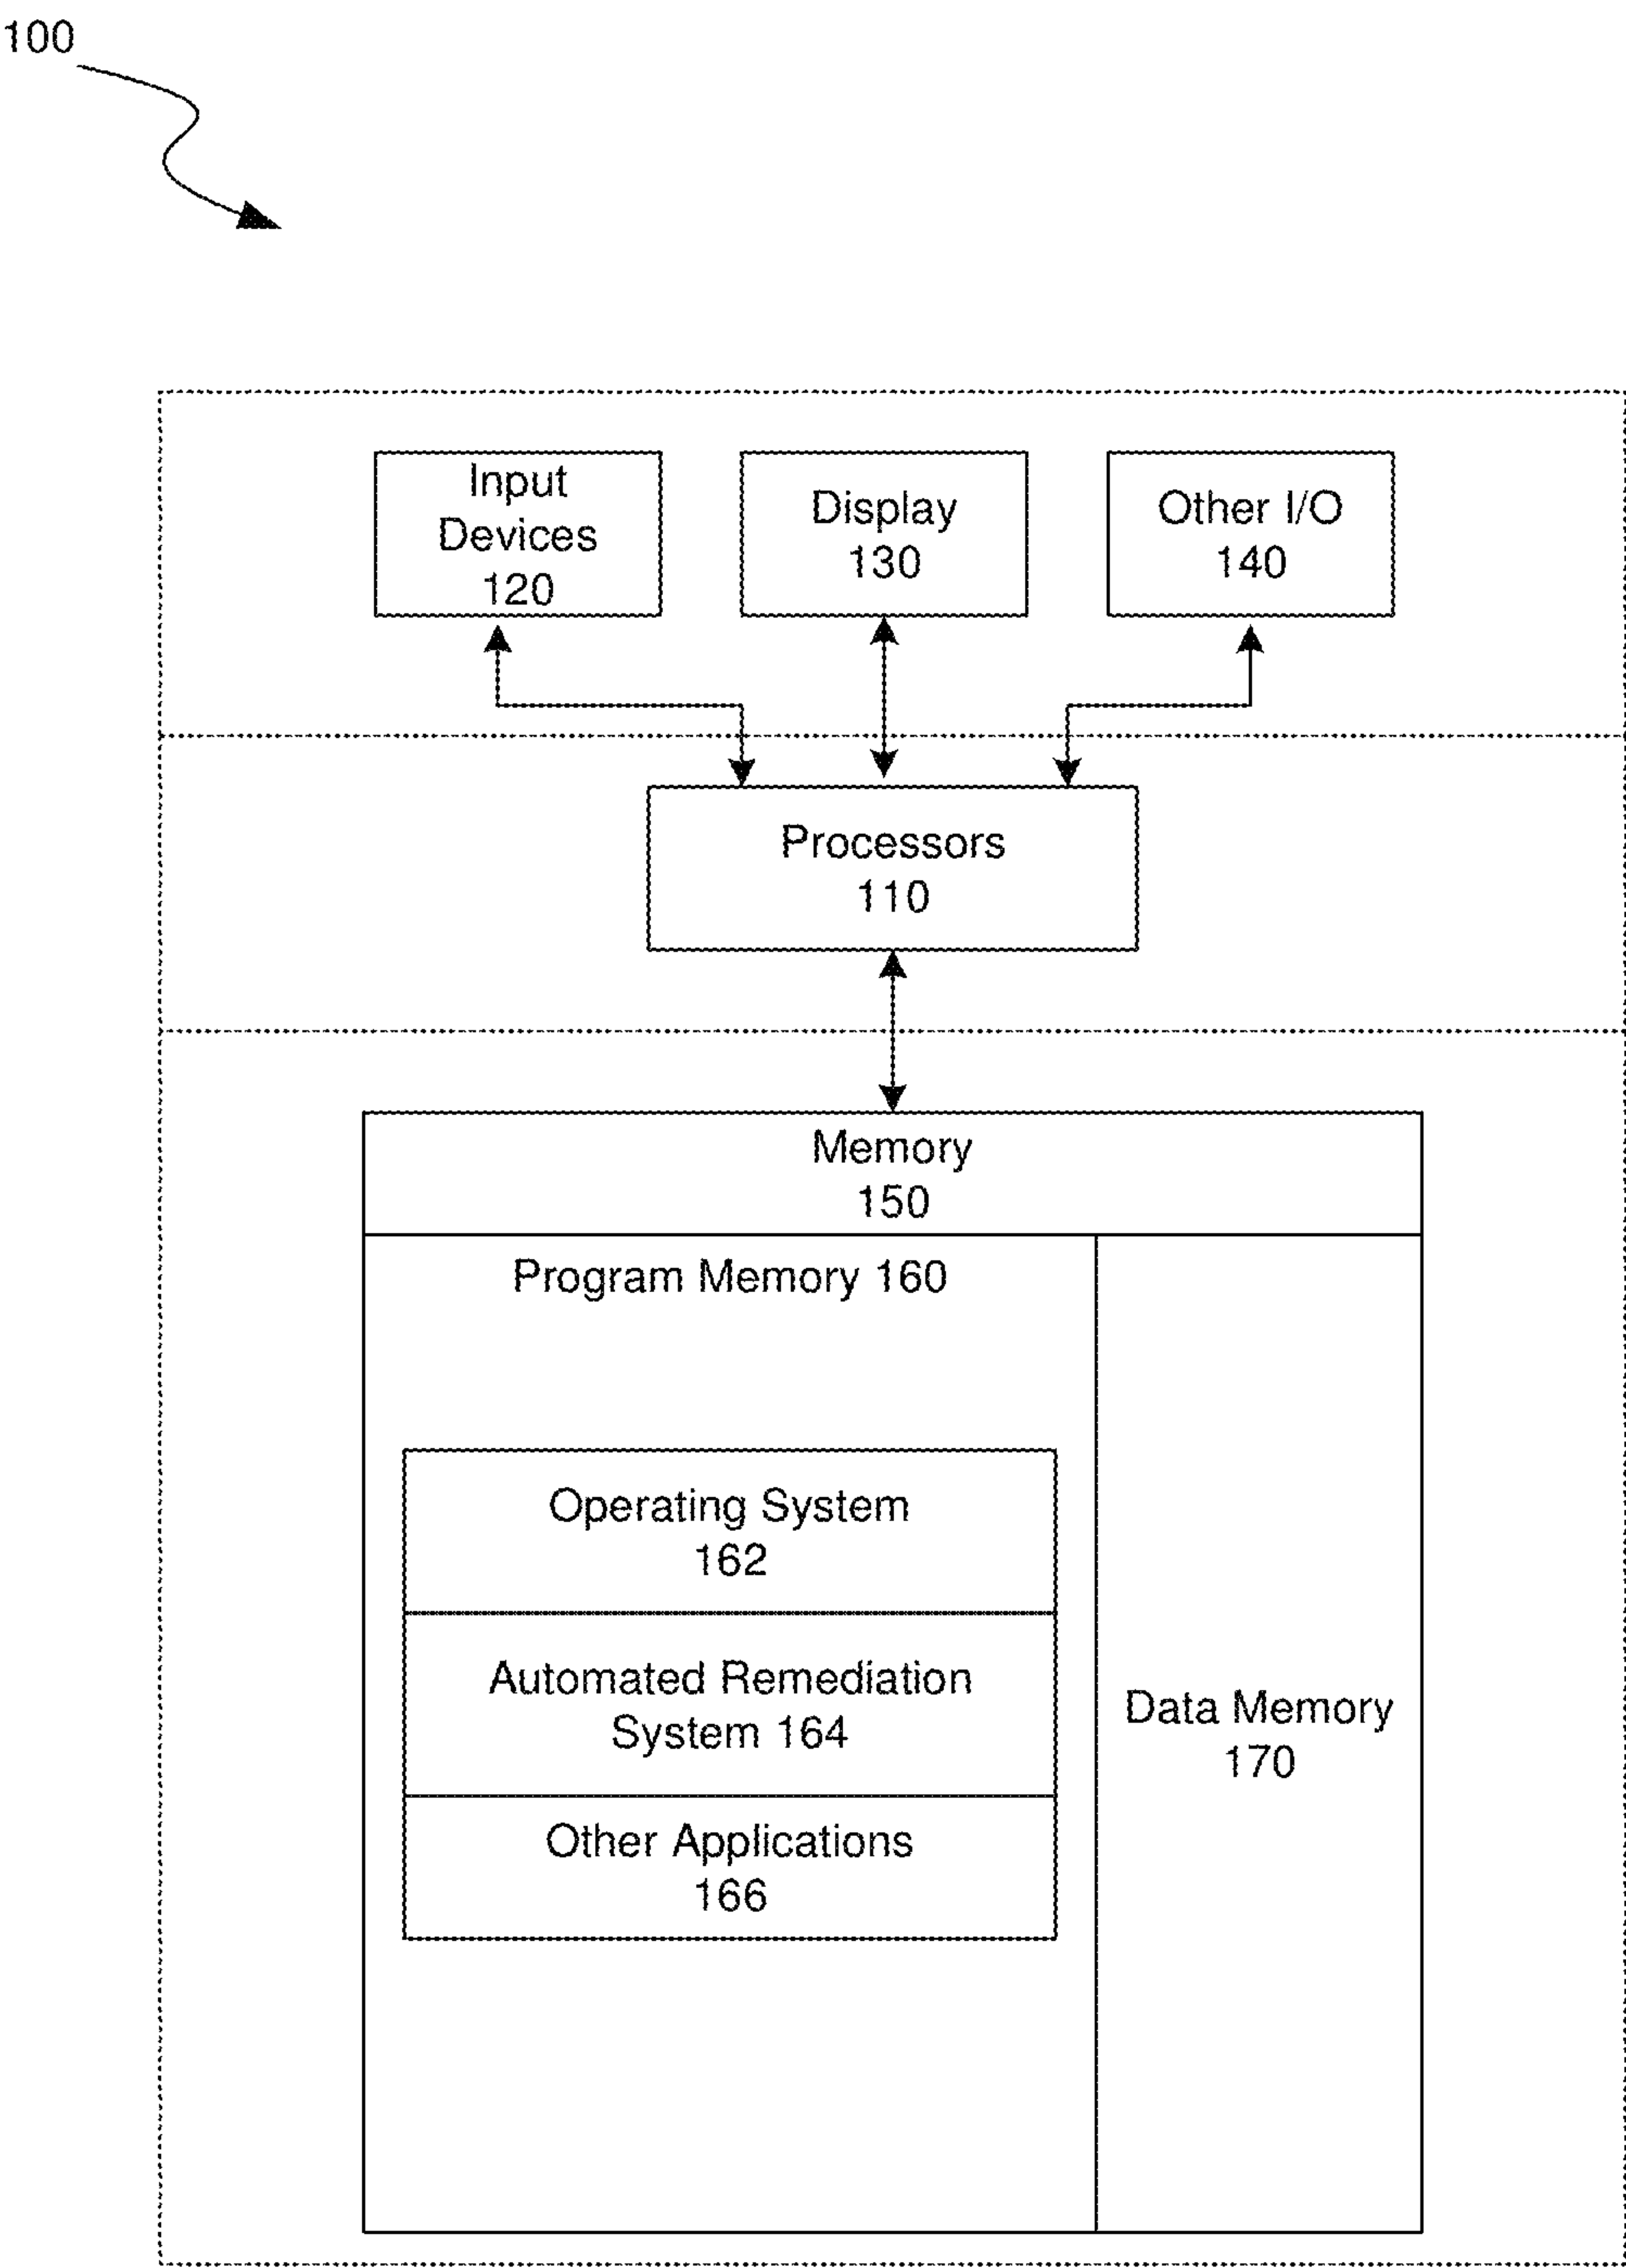 100
Input
Devices
120
Display
130
Other I/O
140
Processors
110
Memory
150
Program Memory 160
Operating System
162
Automated Remediation
System 164
Other Applications
166
Data Memory
170